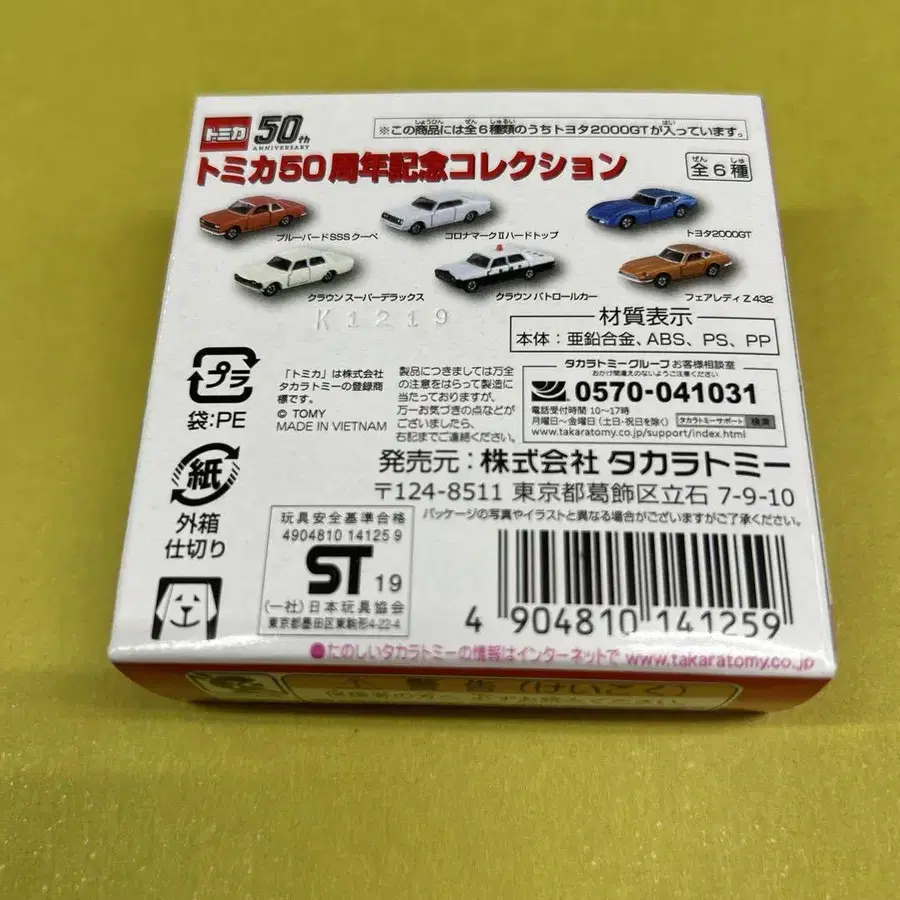 トミカ 50th ANNIVERSARY
※この商品には全6種類のうちトヨタ2000GTが入っています。
トミカ50周年記念コレクション
全6種
ブルーバードSSSクーペ
コロナマークⅡハードトップ
トヨタ2000GT
クラウン スーパーデラックス
クラウン パトロールカー
フェアレディ Z 432
K1219
材質表示
本体：亜鉛合金、ABS、PS、PP
プラ
袋:PE
紙
外箱
仕切り
「トミカ」は株式会社
タカラトミーの登録商
標です。
© TOMY
MADE IN VIETNAM
製品につきましては万全
の注意をはらって製造に
当たっておりますが、
万一お気づきの点などが
ございましたら、
右記までご連絡ください。
タカラトミーグループ お客様相談室
おかけ間違えのないようご注意ください
0570-041031
電話受付時間 10〜17時
月曜日〜金曜日(土日・祝日を除く)
タカラトミーサポート 検索
www.takaratomy.co.jp/support/index.html
発売元：株式会社 タカラトミー
〒124-8511 東京都葛飾区立石 7-9-10
パッケージの写真やイラストと異なる場合がございますがご了承ください。
玩具安全基準合格
4904810 14125 9
ST 19
(一社)日本玩具協会
東京都墨田区東駒形4-22-4
4 904810 141259
●たのしいタカラトミーの情報はインターネットで www.takaratomy.co.jp
警告(けいこく)